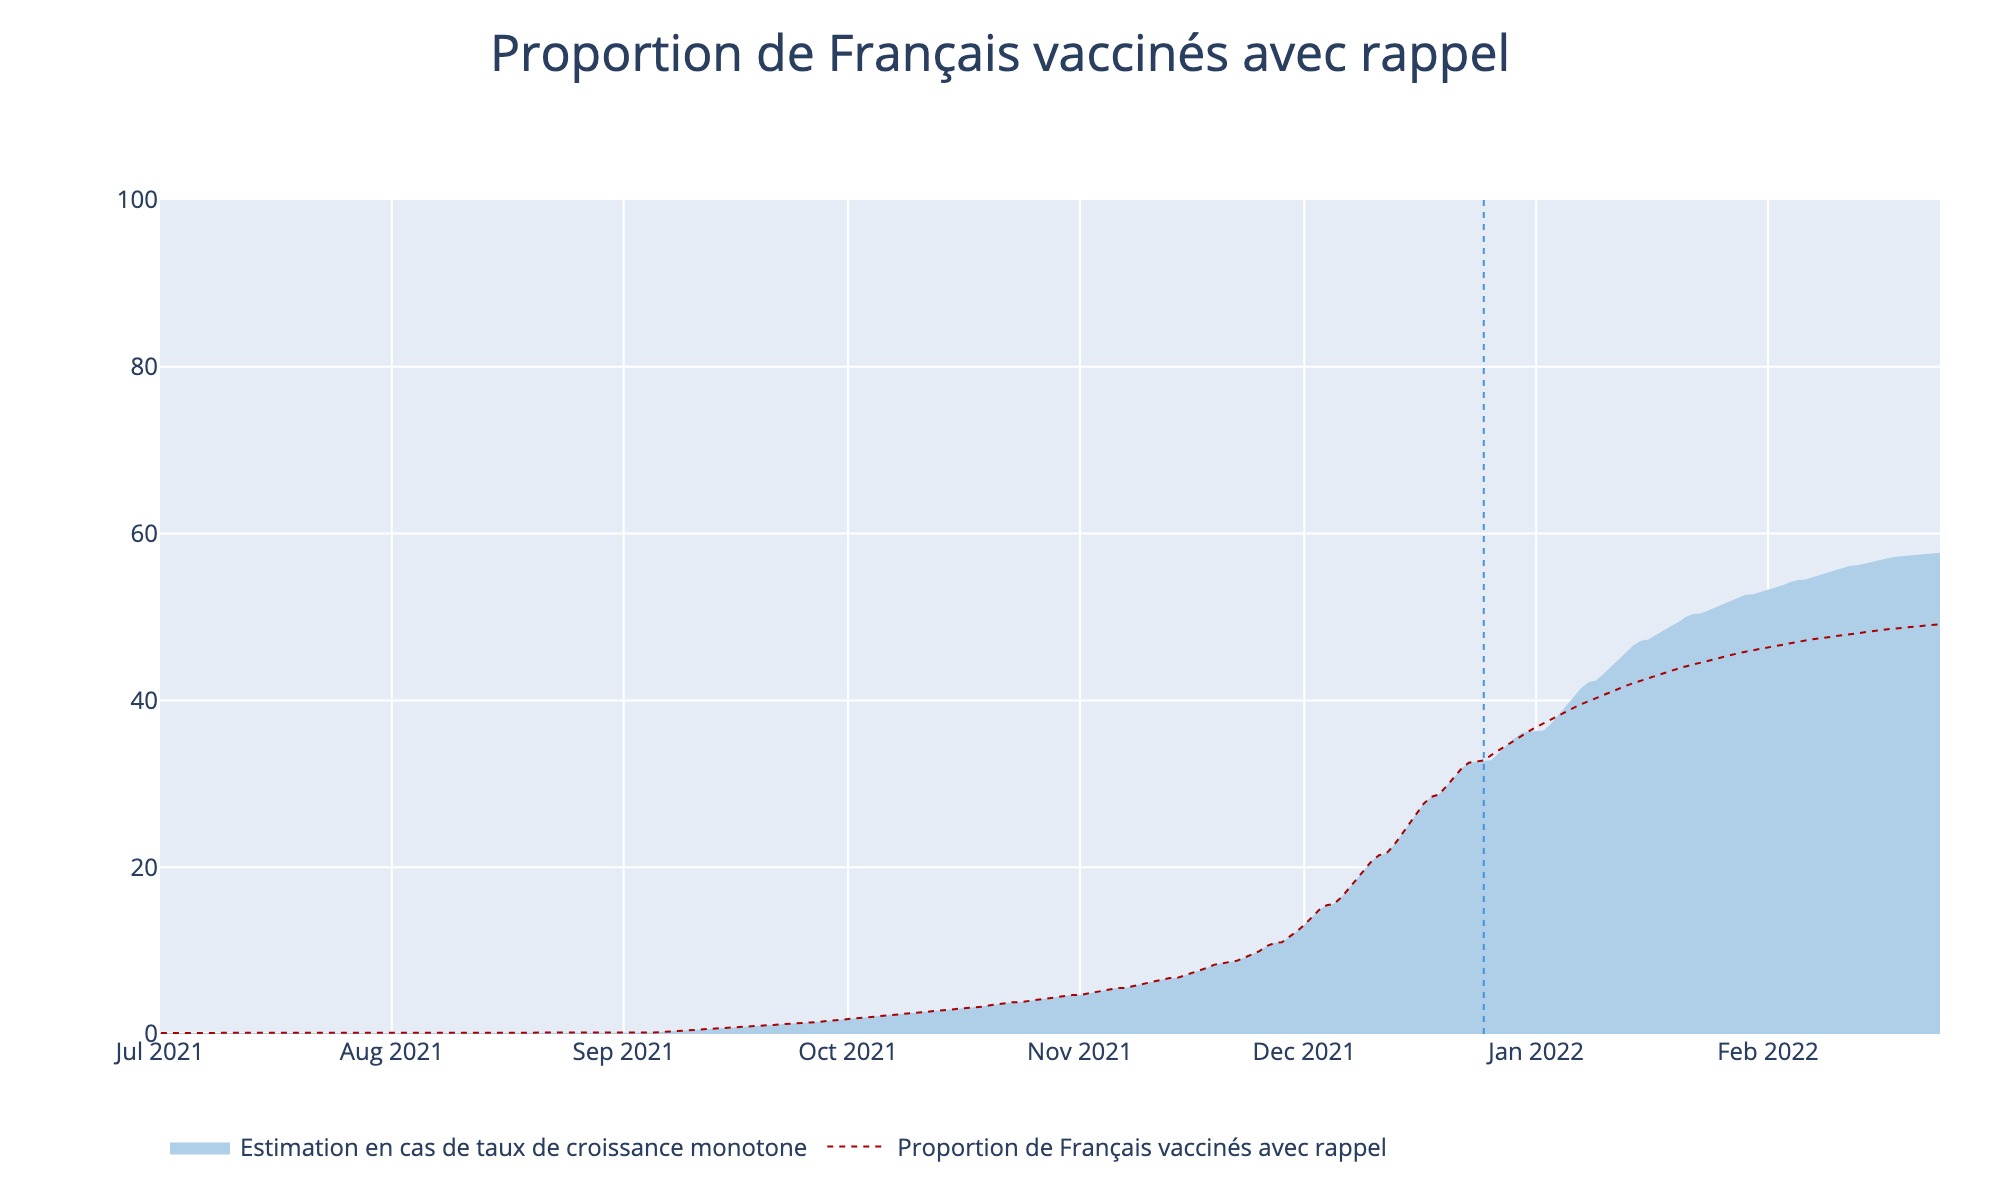 Proportion de Français vaccinés avec rappel
100
80
60
40
20
0
Jul 2021 Aug 2021 Sep 2021 Oct 2021 Nov 2021 Dec 2021 Jan 2022 Feb 2022
Estimation en cas de taux de croissance monotone Proportion de Français vaccinés avec rappel